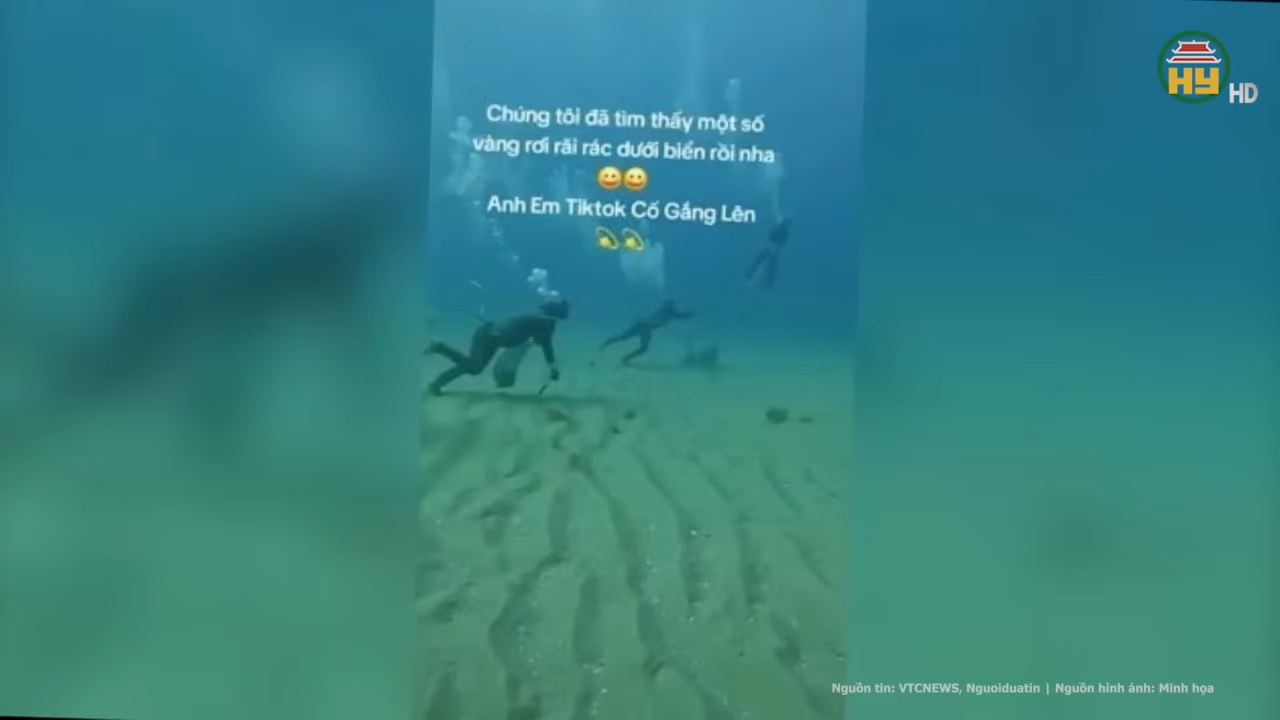 HY HD
Chúng tôi đã tìm thấy một số
vàng rơi rãi rác dưới biển rồi nha
😀😀
Anh Em Tiktok Cố Gắng Lên
💫💫
Nguồn tin: VTCNEWS, Nguoiduatin | Nguồn hình ảnh: Minh họa